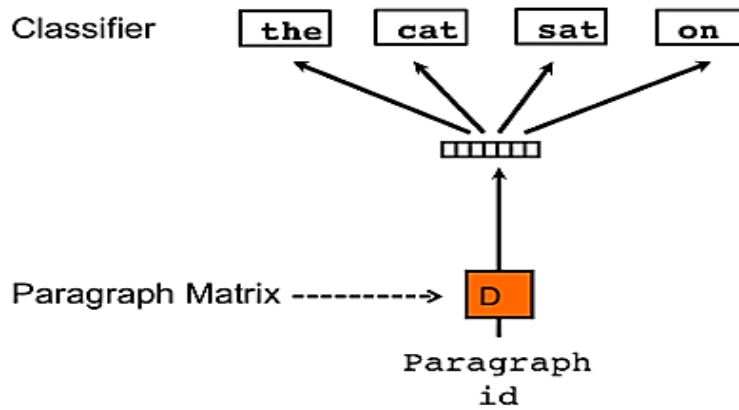 Classifier
the
cat
sat
on
Paragraph Matrix
D
Paragraph
id